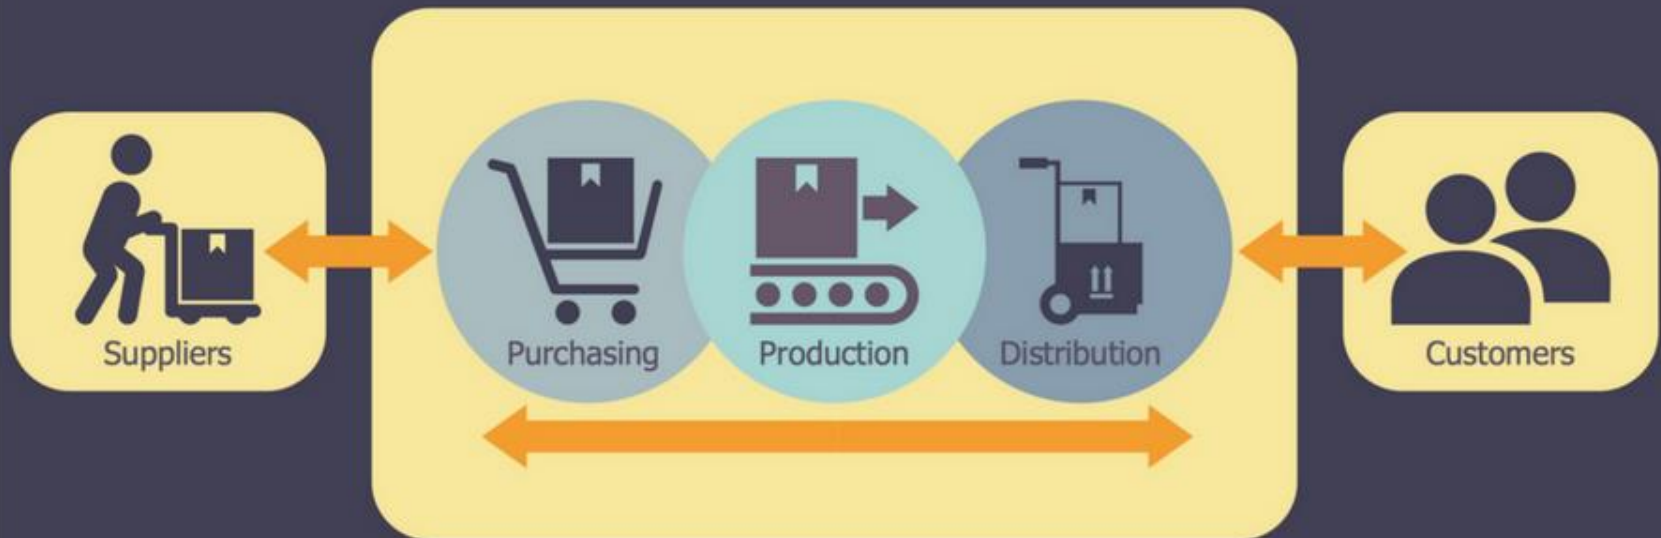 Suppliers
Purchasing
Production
Distribution
Customers